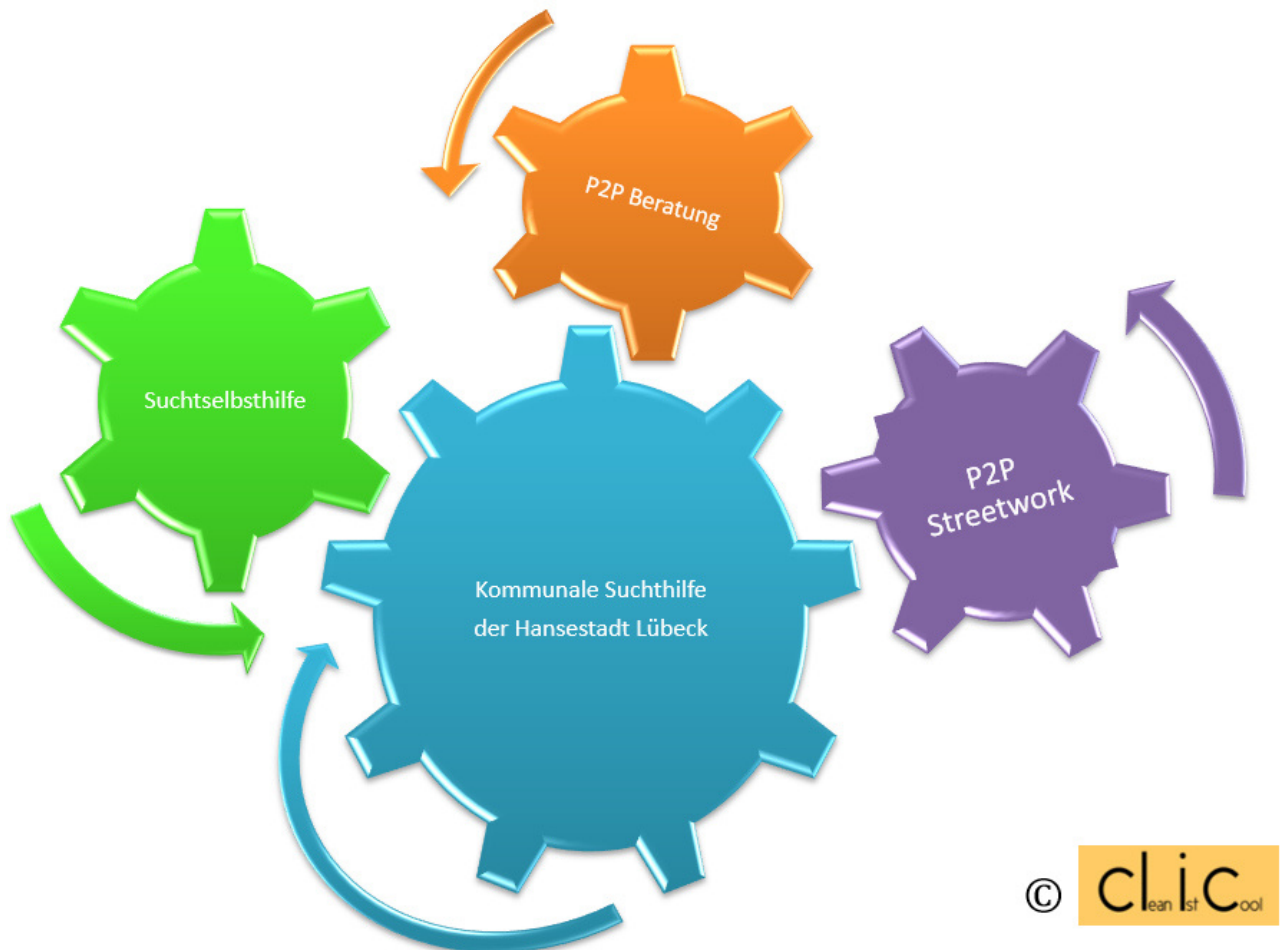 P2P Beratung
Suchtselbsthilfe
P2P
Streetwork
Kommunale Suchthilfe
der Hansestadt Lübeck
© Clean ist Cool